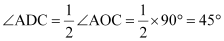 ∠ADC = 1/2 ∠AOC = 1/2 × 90° = 45°